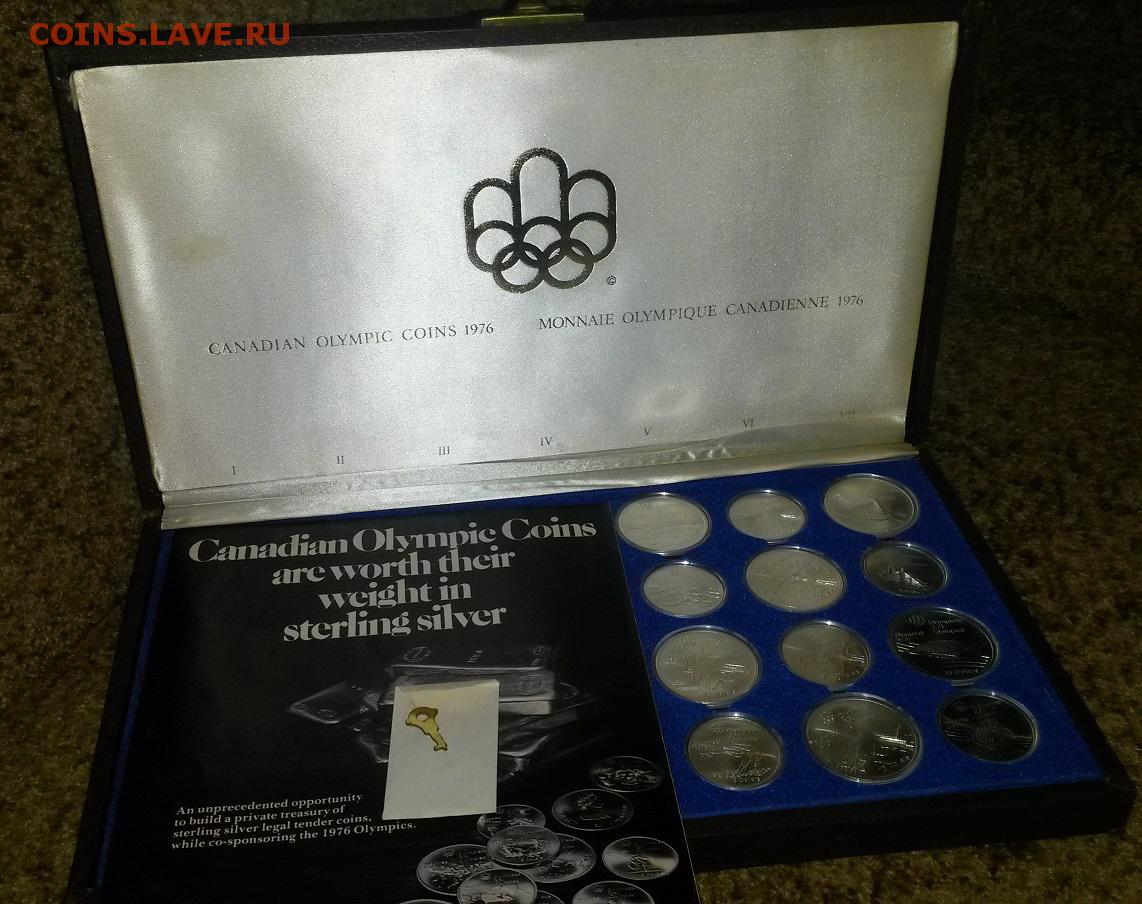 COINS.LAVE.RU
©
CANADIAN OLYMPIC COINS 1976 MONNAIE OLYMPIQUE CANADIENNE 1976
I II III IV V VI VII
Canadian Olympic Coins
are worth their
weight in
sterling silver
An unprecedented opportunity
to build a private treasury of
sterling silver legal tender coins,
while co-sponsoring the 1976 Olympics.